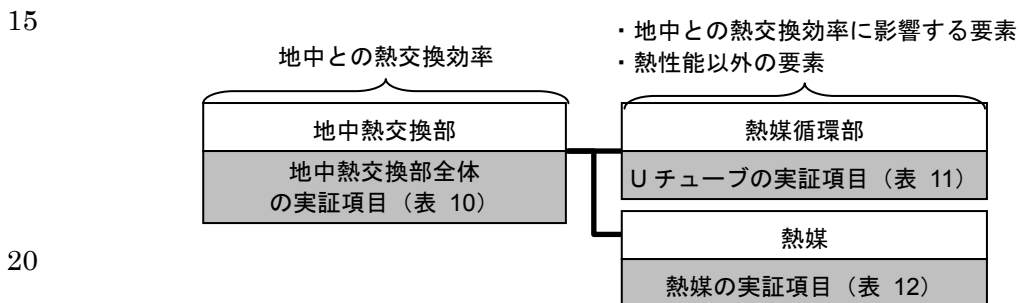 15
・地中との熱交換効率に影響する要素
・熱性能以外の要素
地中との熱交換効率
地中熱交換部
地中熱交換部全体
の実証項目（表 10）
熱媒循環部
U チューブの実証項目（表 11）
熱媒
熱媒の実証項目（表 12）
20